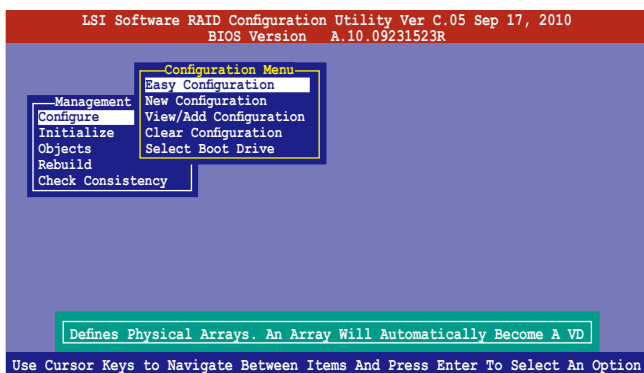 LSI Software RAID Configuration Utility Ver C.05 Sep 17, 2010
BIOS Version A.10.09231523R
Configuration Menu
Easy Configuration
New Configuration
View/Add Configuration
Clear Configuration
Select Boot Drive
Management
Configure
Initialize
Objects
Rebuild
Check Consistency
Defines Physical Arrays. An Array Will Automatically Become A VD
Use Cursor Keys to Navigate Between Items And Press Enter To Select An Option